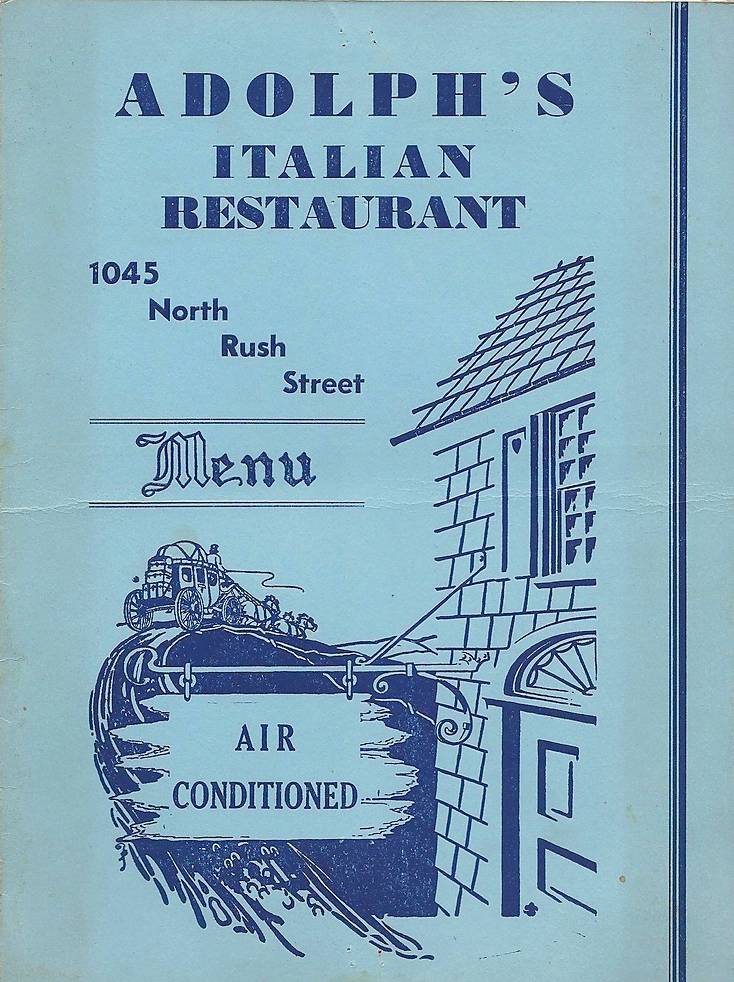 ADOLPH'S
ITALIAN
RESTAURANT
1045
North
Rush
Street
Menu
AIR
CONDITIONED